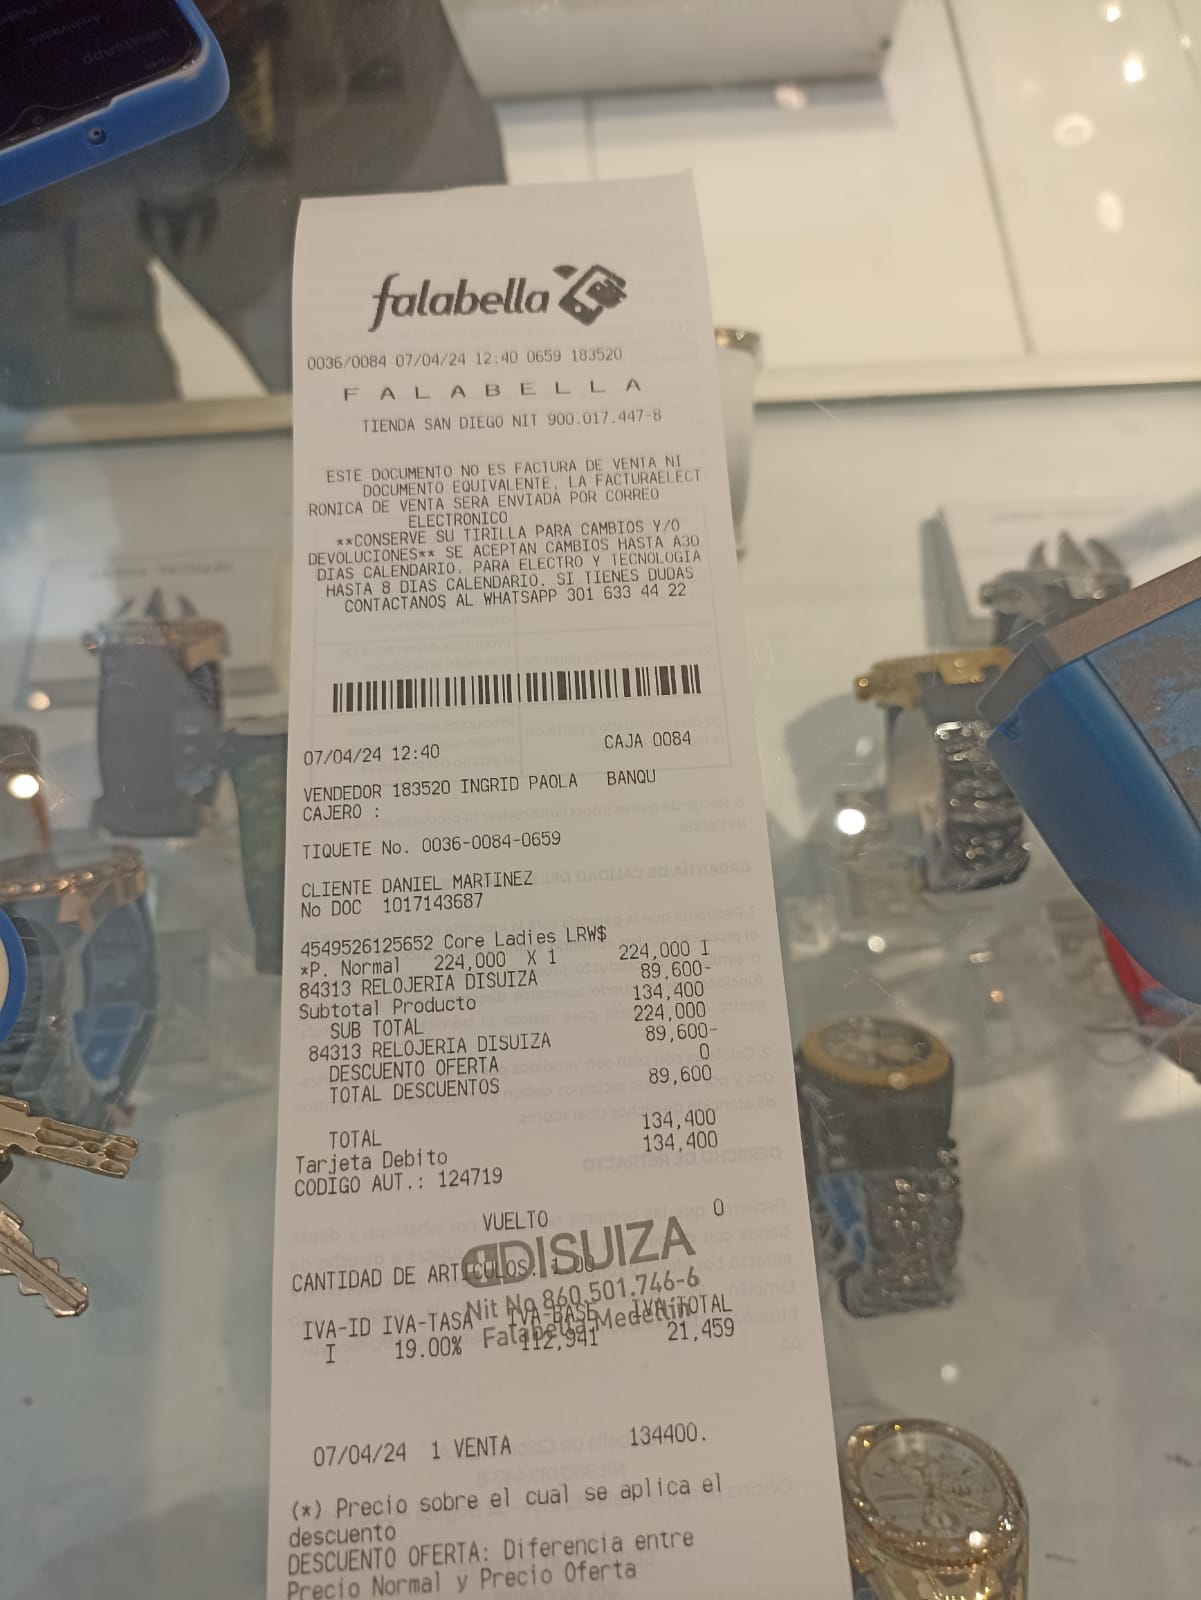 falabella
0036/0084 07/04/24 12:40 0659 183520
F A L A B E L L A
TIENDA SAN DIEGO NIT 900.017.447-8
ESTE DOCUMENTO NO ES FACTURA DE VENTA NI
DOCUMENTO EQUIVALENTE, LA FACTURAELECT
RONICA DE VENTA SERA ENVIADA POR CORREO
ELECTRONICO
**CONSERVE SU TIRILLA PARA CAMBIOS Y/O
DEVOLUCIONES** SE ACEPTAN CAMBIOS HASTA A30
DIAS CALENDARIO. PARA ELECTRO Y TECNOLOGIA
HASTA 8 DIAS CALENDARIO. SI TIENES DUDAS
CONTACTANOS AL WHATSAPP 301 633 44 22
07/04/24 12:40 CAJA 0084
VENDEDOR 183520 INGRID PAOLA BANQU
CAJERO :
TIQUETE No. 0036-0084-0659
CLIENTE DANIEL MARTINEZ
No DOC 1017143687
4549526125652 Core Ladies LRW$
*P. Normal 224,000 X 1 224,000 I
84313 RELOJERIA DISUIZA 89,600-
Subtotal Producto 134,400
SUB TOTAL 224,000
84313 RELOJERIA DISUIZA 89,600-
DESCUENTO OFERTA 0
TOTAL DESCUENTOS 89,600
TOTAL 134,400
Tarjeta Debito 134,400
CODIGO AUT.: 124719
VUELTO 0
DISUIZA
CANTIDAD DE ARTICULOS: 1.00
Nit No 860.501.746-6
IVA-ID IVA-TASA IVA-BASE IVA-TOTAL
Falabella Medellín
I 19.00% 112,941 21,459
07/04/24 1 VENTA 134400.
(*) Precio sobre el cual se aplica el
descuento
DESCUENTO OFERTA: Diferencia entre
Precio Normal y Precio Oferta